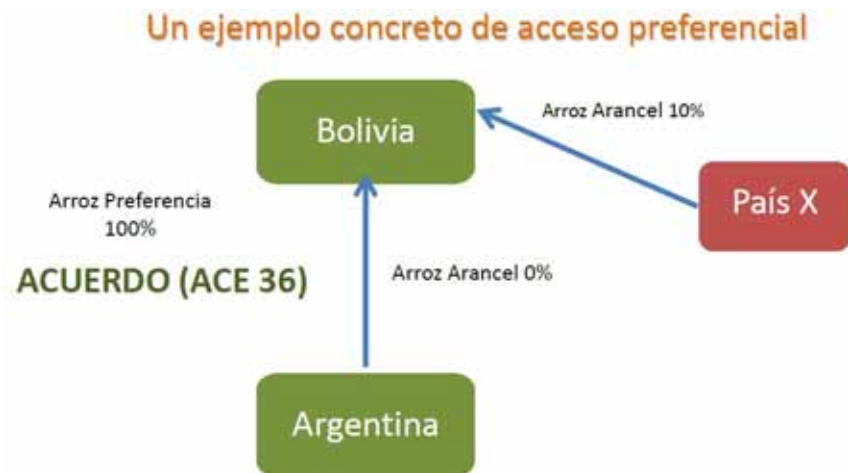 Un ejemplo concreto de acceso preferencial
Bolivia
Arroz Arancel 10%
País X
Arroz Preferencia
100%
ACUERDO (ACE 36)
Arroz Arancel 0%
Argentina